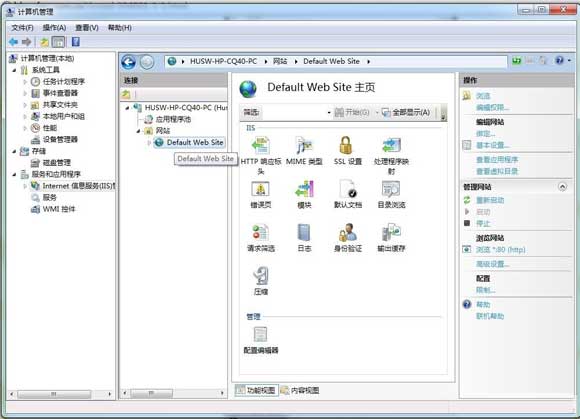 计算机管理
文件(F) 操作(A) 查看(V) 帮助(H)
计算机管理(本地)
系统工具
任务计划程序
事件查看器
共享文件夹
本地用户和组
性能
设备管理器
存储
磁盘管理
服务和应用程序
Internet 信息服务(IIS)
服务
WMI 控件
HUSW-HP-CQ40-PC 网站 Default Web Site
连接
HUSW-HP-CQ40-PC (Hus
应用程序池
网站
Default Web Site
Default Web Site
Default Web Site 主页
筛选: 开始(G) 全部显示(A)
IIS
HTTP 响应标头
MIME 类型
SSL 设置
处理程序映射
错误页
模块
默认文档
目录浏览
请求筛选
日志
身份验证
输出缓存
压缩
管理
配置编辑器
功能视图 内容视图
操作
浏览
编辑权限...
编辑网站
绑定...
基本设置...
查看应用程序
查看虚拟目录
管理网站
重新启动
启动
停止
浏览网站
浏览 *:80 (http)
高级设置...
配置
限制...
帮助
联机帮助